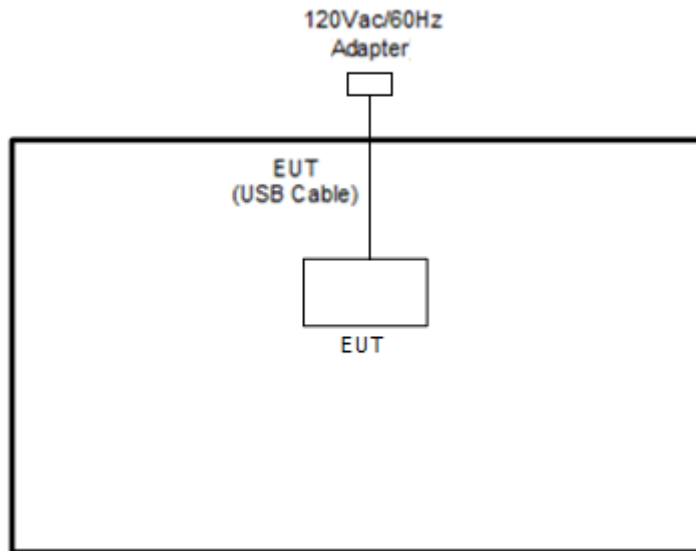 120Vac/60Hz
Adapter
EUT
(USB Cable)
EUT